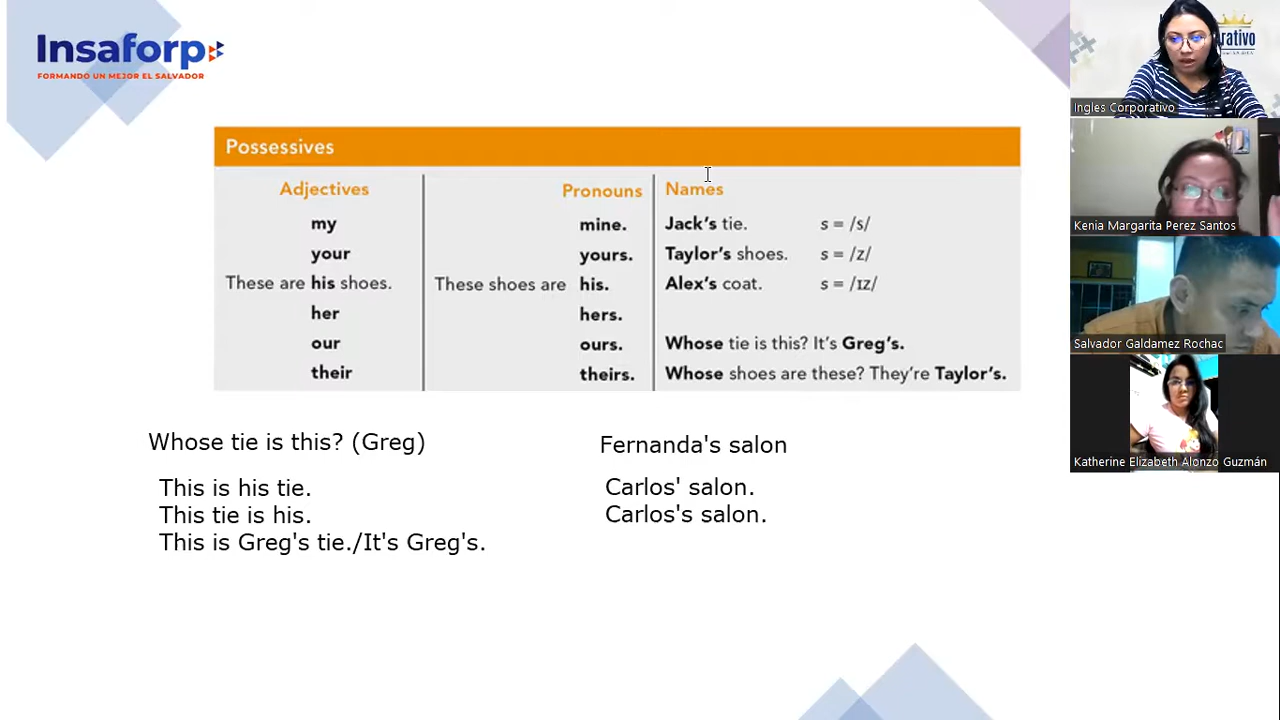 Insaforp
FORMANDO UN MEJOR EL SALVADOR
Possessives
Adjectives
my
your
These are his shoes.
her
our
their
Pronouns
mine.
yours.
These shoes are his.
hers.
ours.
theirs.
Names
Jack's tie. s = /s/
Taylor's shoes. s = /z/
Alex's coat. s = /ɪz/
Whose tie is this? It's Greg's.
Whose shoes are these? They're Taylor's.
Whose tie is this? (Greg)
This is his tie.
This tie is his.
This is Greg's tie./It's Greg's.
Fernanda's salon
Carlos' salon.
Carlos's salon.
Ingles Corporativo
Kenia Margarita Perez Santos
Salvador Galdamez Rochac
Katherine Elizabeth Alonzo Guzmán